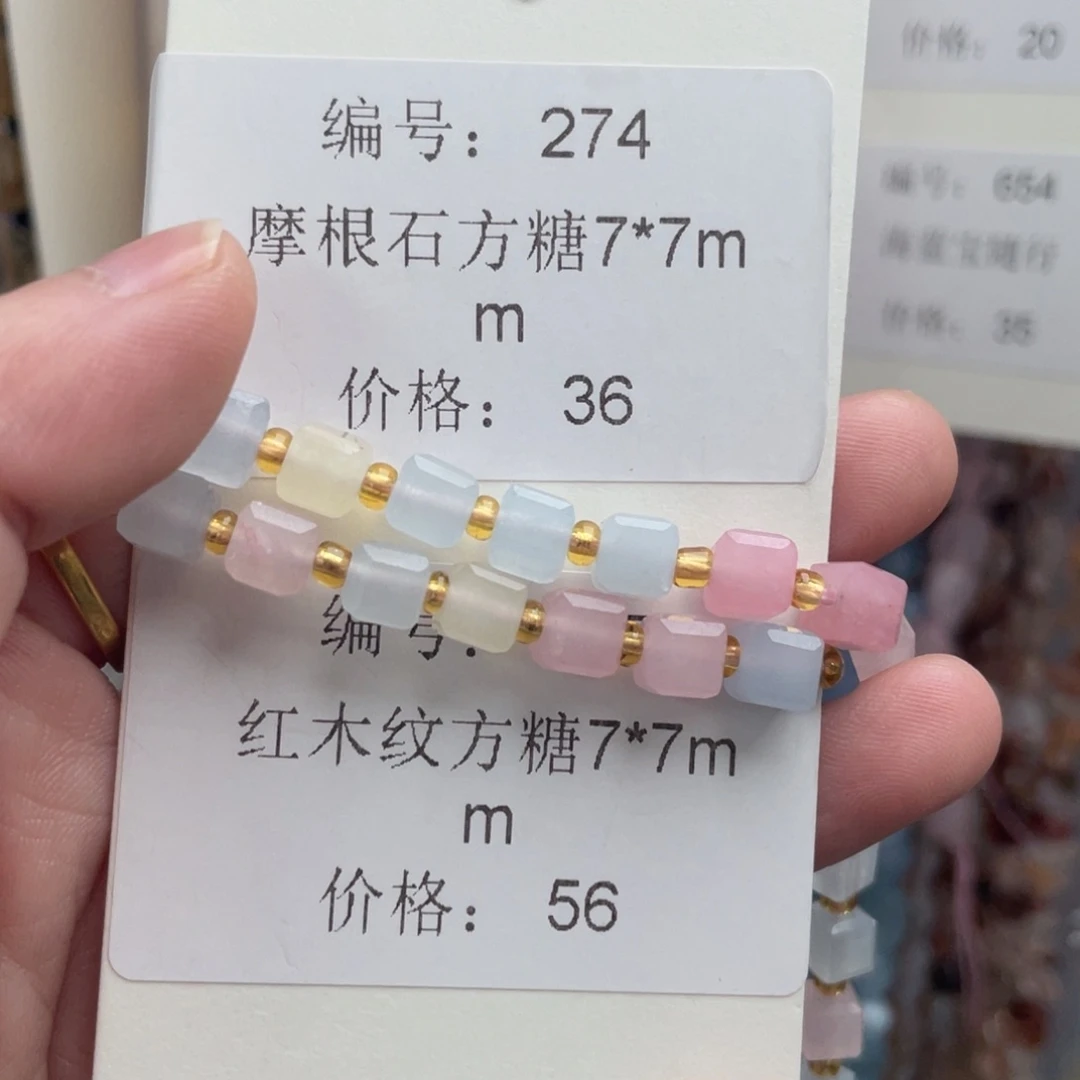 编号： 274
摩根石方糖7*7m
m
价格： 36
编号:
红木纹方糖7*7m
m
价格： 56
价格： 20
编号： 654
价格： 35